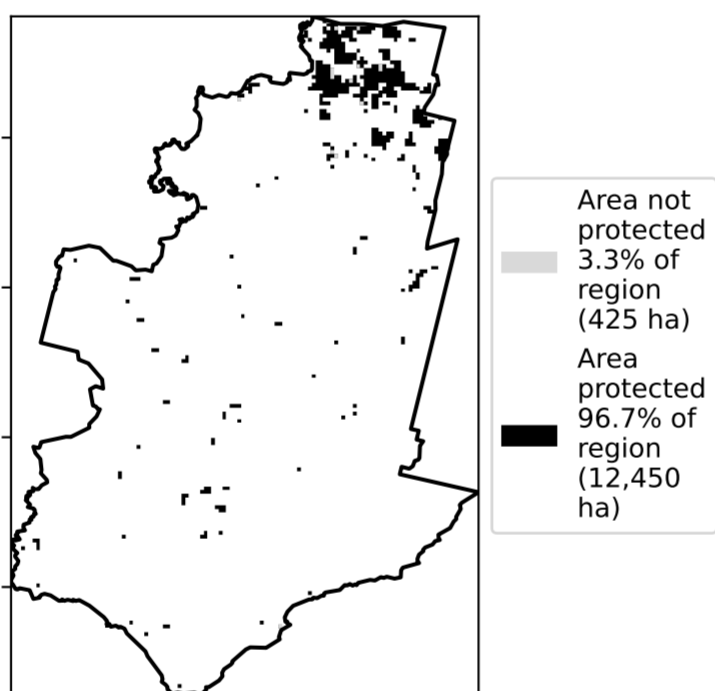 Area not
protected
3.3% of
region
(425 ha)
Area
protected
96.7% of
region
(12,450
ha)